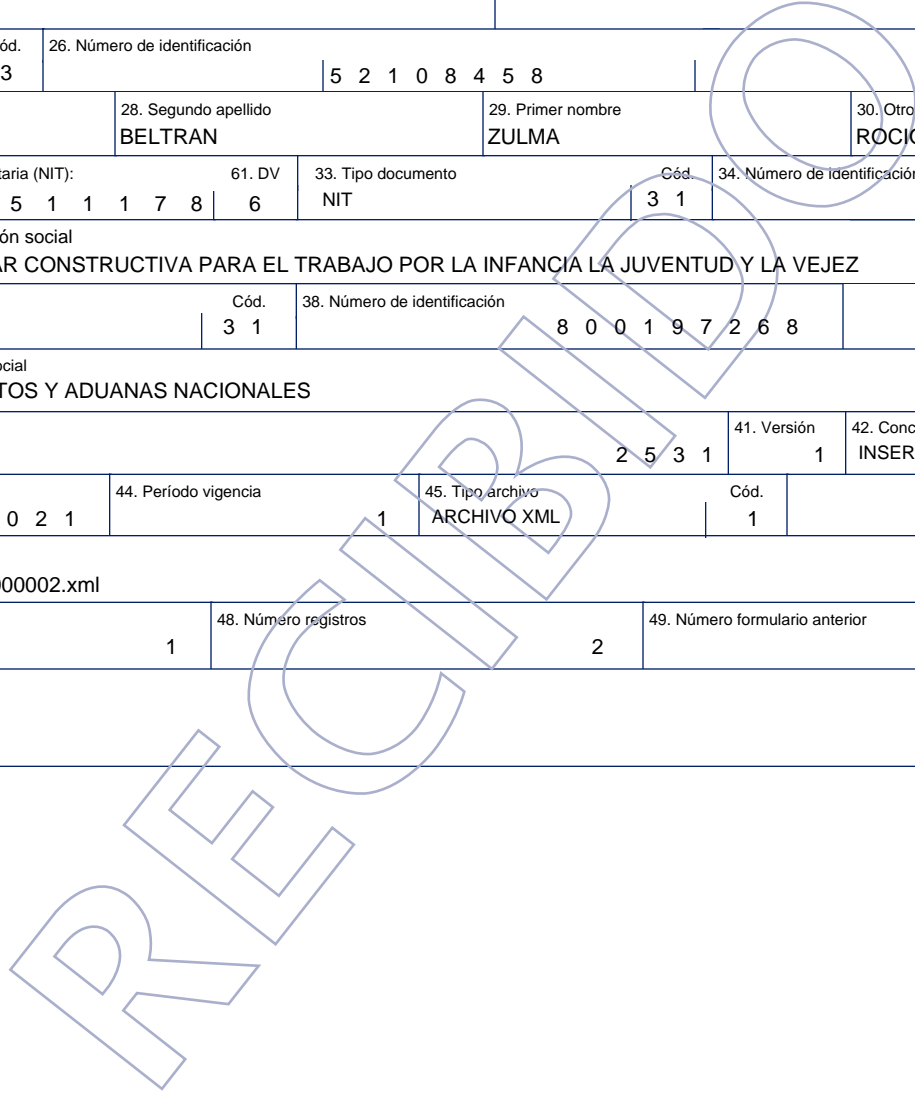 ód. 26. Número de identificación
3 5 2 1 0 8 4 5 8
28. Segundo apellido 29. Primer nombre 30. Otro
BELTRAN ZULMA ROCIO
taria (NIT): 61. DV 33. Tipo documento Cód. 34. Número de identificación
5 1 1 1 7 8 6 NIT 3 1
ón social
AR CONSTRUCTIVA PARA EL TRABAJO POR LA INFANCIA LA JUVENTUD Y LA VEJEZ
Cód. 38. Número de identificación
3 1 8 0 0 1 9 7 2 6 8
ocial
TOS Y ADUANAS NACIONALES
41. Versión 42. Conc
2 5 3 1 1 INSER
44. Período vigencia 45. Tipo archivo Cód.
0 2 1 1 ARCHIVO XML 1
000002.xml
48. Número registros 49. Número formulario anterior
1 2
RECIBIDO